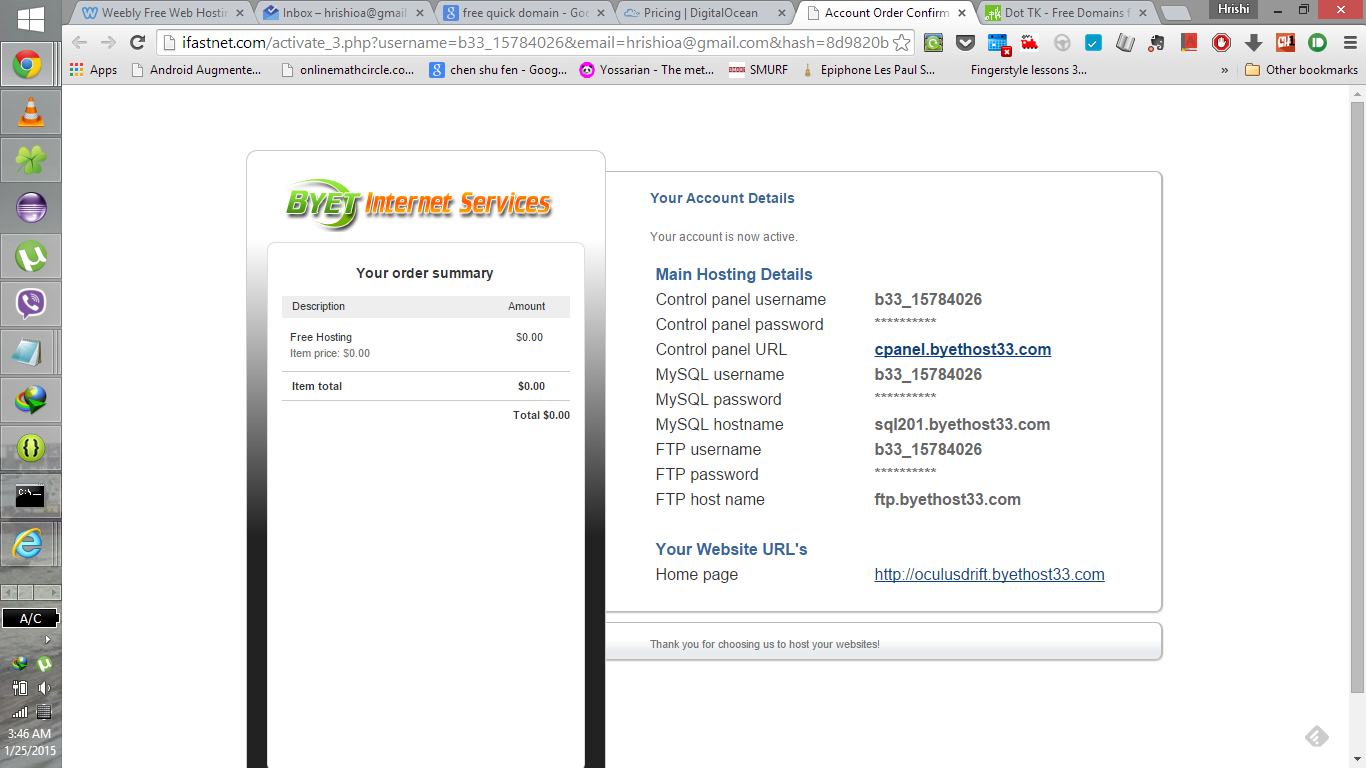 Weebly Free Web Hostin
Inbox – hrishioa@gmail
free quick domain - Goo
Pricing | DigitalOcean
Account Order Confirm
Dot TK - Free Domains f
Hrishi
ifastnet.com/activate_3.php?username=b33_15784026&email=hrishioa@gmail.com&hash=8d9820b
Apps
Android Augmente...
onlinemathcircle.co...
chen shu fen - Goog...
Yossarian - The met...
SMURF
Epiphone Les Paul S...
Fingerstyle lessons 3...
»
Other bookmarks
BYET Internet Services
Your order summary
Description Amount
Free Hosting $0.00
Item price: $0.00
Item total $0.00
Total $0.00
Your Account Details
Your account is now active.
Main Hosting Details
Control panel username b33_15784026
Control panel password **********
Control panel URL cpanel.byethost33.com
MySQL username b33_15784026
MySQL password **********
MySQL hostname sql201.byethost33.com
FTP username b33_15784026
FTP password **********
FTP host name ftp.byethost33.com
Your Website URL's
Home page http://oculusdrift.byethost33.com
Thank you for choosing us to host your websites!
A/C
3:46 AM
1/25/2015